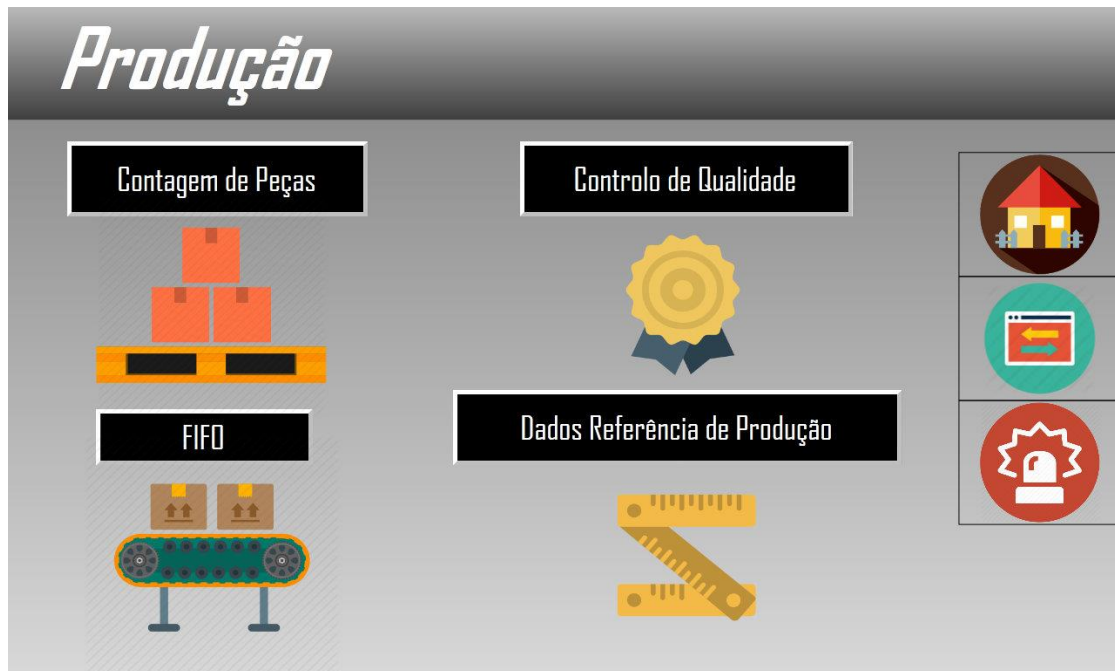 Produção
Contagem de Peças
Controlo de Qualidade
FIFO
Dados Referência de Produção